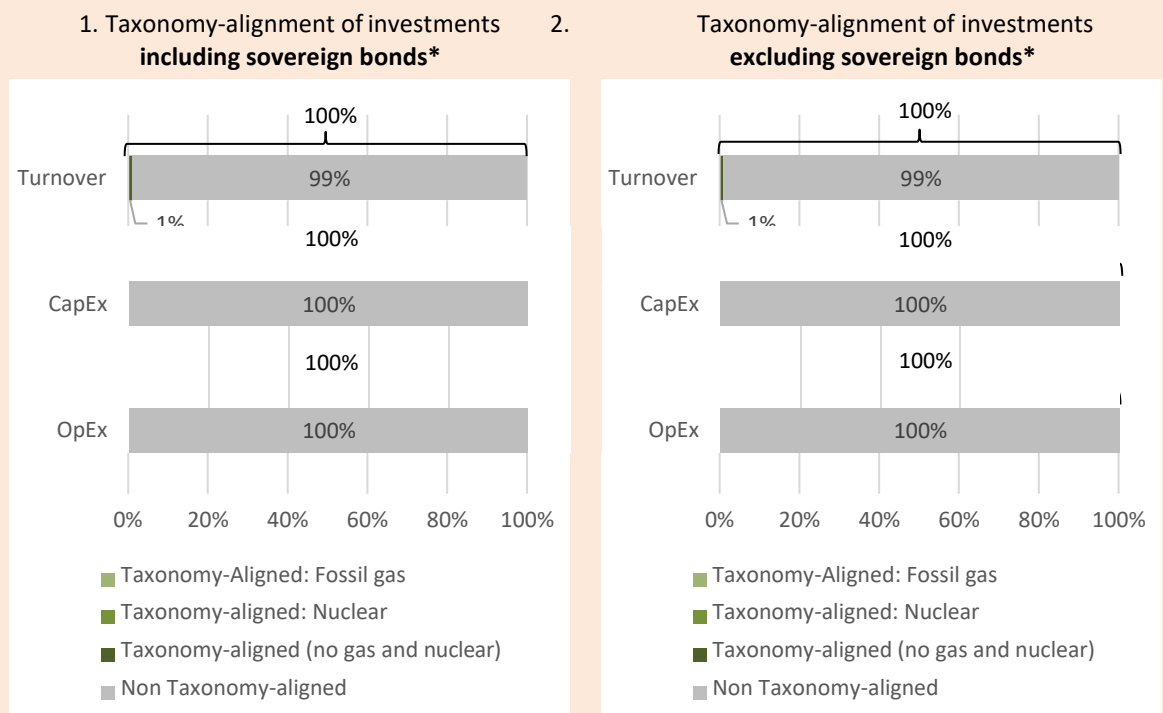 1. Taxonomy-alignment of investments
including sovereign bonds*
100%
Turnover
99%
1%
100%
CapEx
100%
100%
OpEx
100%
0% 20% 40% 60% 80% 100%
Taxonomy-Aligned: Fossil gas
Taxonomy-aligned: Nuclear
Taxonomy-aligned (no gas and nuclear)
Non Taxonomy-aligned
2. Taxonomy-alignment of investments
excluding sovereign bonds*
100%
Turnover
99%
1%
100%
CapEx
100%
100%
OpEx
100%
0% 20% 40% 60% 80% 100%
Taxonomy-Aligned: Fossil gas
Taxonomy-aligned: Nuclear
Taxonomy-aligned (no gas and nuclear)
Non Taxonomy-aligned